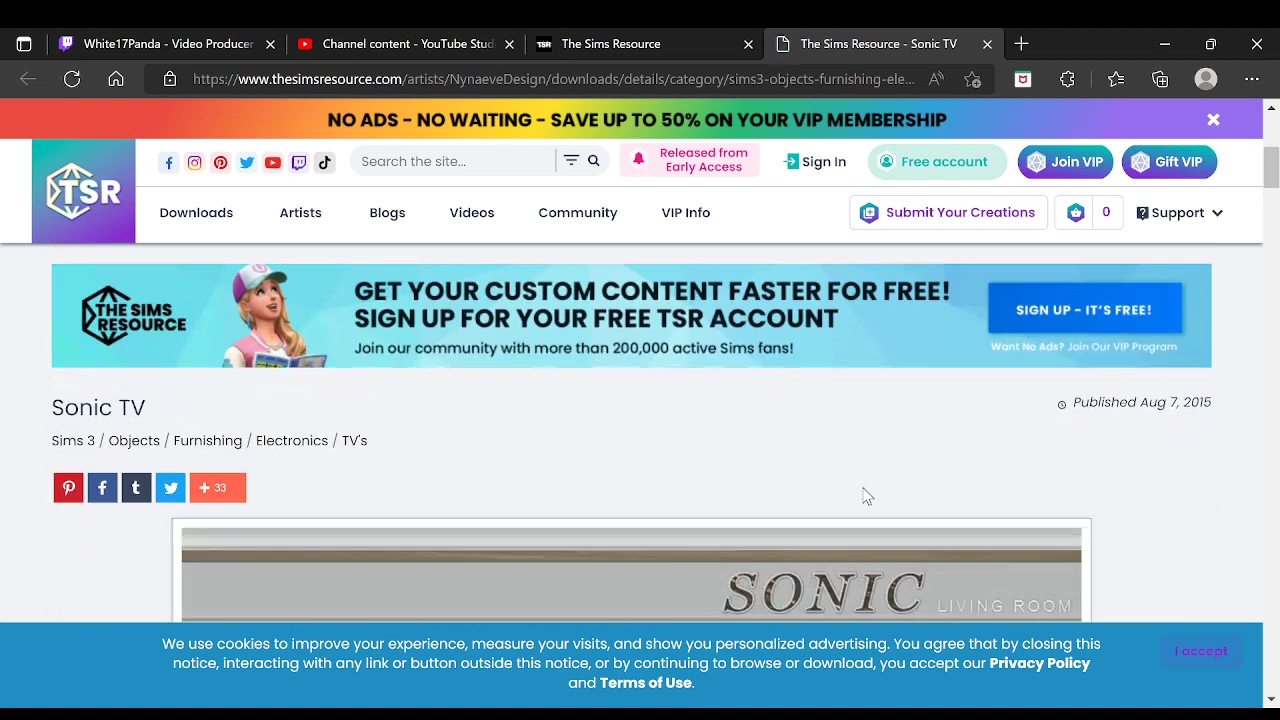 White17Panda - Video Producer
Channel content - YouTube Stud
TSR The Sims Resource
The Sims Resource - Sonic TV
https://www.thesimsresource.com/artists/NynaeveDesign/downloads/details/category/sims3-objects-furnishing-ele...
NO ADS - NO WAITING - SAVE UP TO 50% ON YOUR VIP MEMBERSHIP
TSR
Search the site...
Released from
Early Access
Sign In
Free account
Join VIP
Gift VIP
Downloads
Artists
Blogs
Videos
Community
VIP Info
Submit Your Creations
0
Support
THE SIMS
RESOURCE
GET YOUR CUSTOM CONTENT FASTER FOR FREE!
SIGN UP FOR YOUR FREE TSR ACCOUNT
Join our community with more than 200,000 active Sims fans!
SIGN UP - IT'S FREE!
Want No Ads? Join Our VIP Program
Sonic TV
Published Aug 7, 2015
Sims 3 / Objects / Furnishing / Electronics / TV's
33
SONIC LIVING ROOM
We use cookies to improve your experience, measure your visits, and show you personalized advertising. You agree that by closing this
notice, interacting with any link or button outside this notice, or by continuing to browse or download, you accept our Privacy Policy
and Terms of Use.
I accept